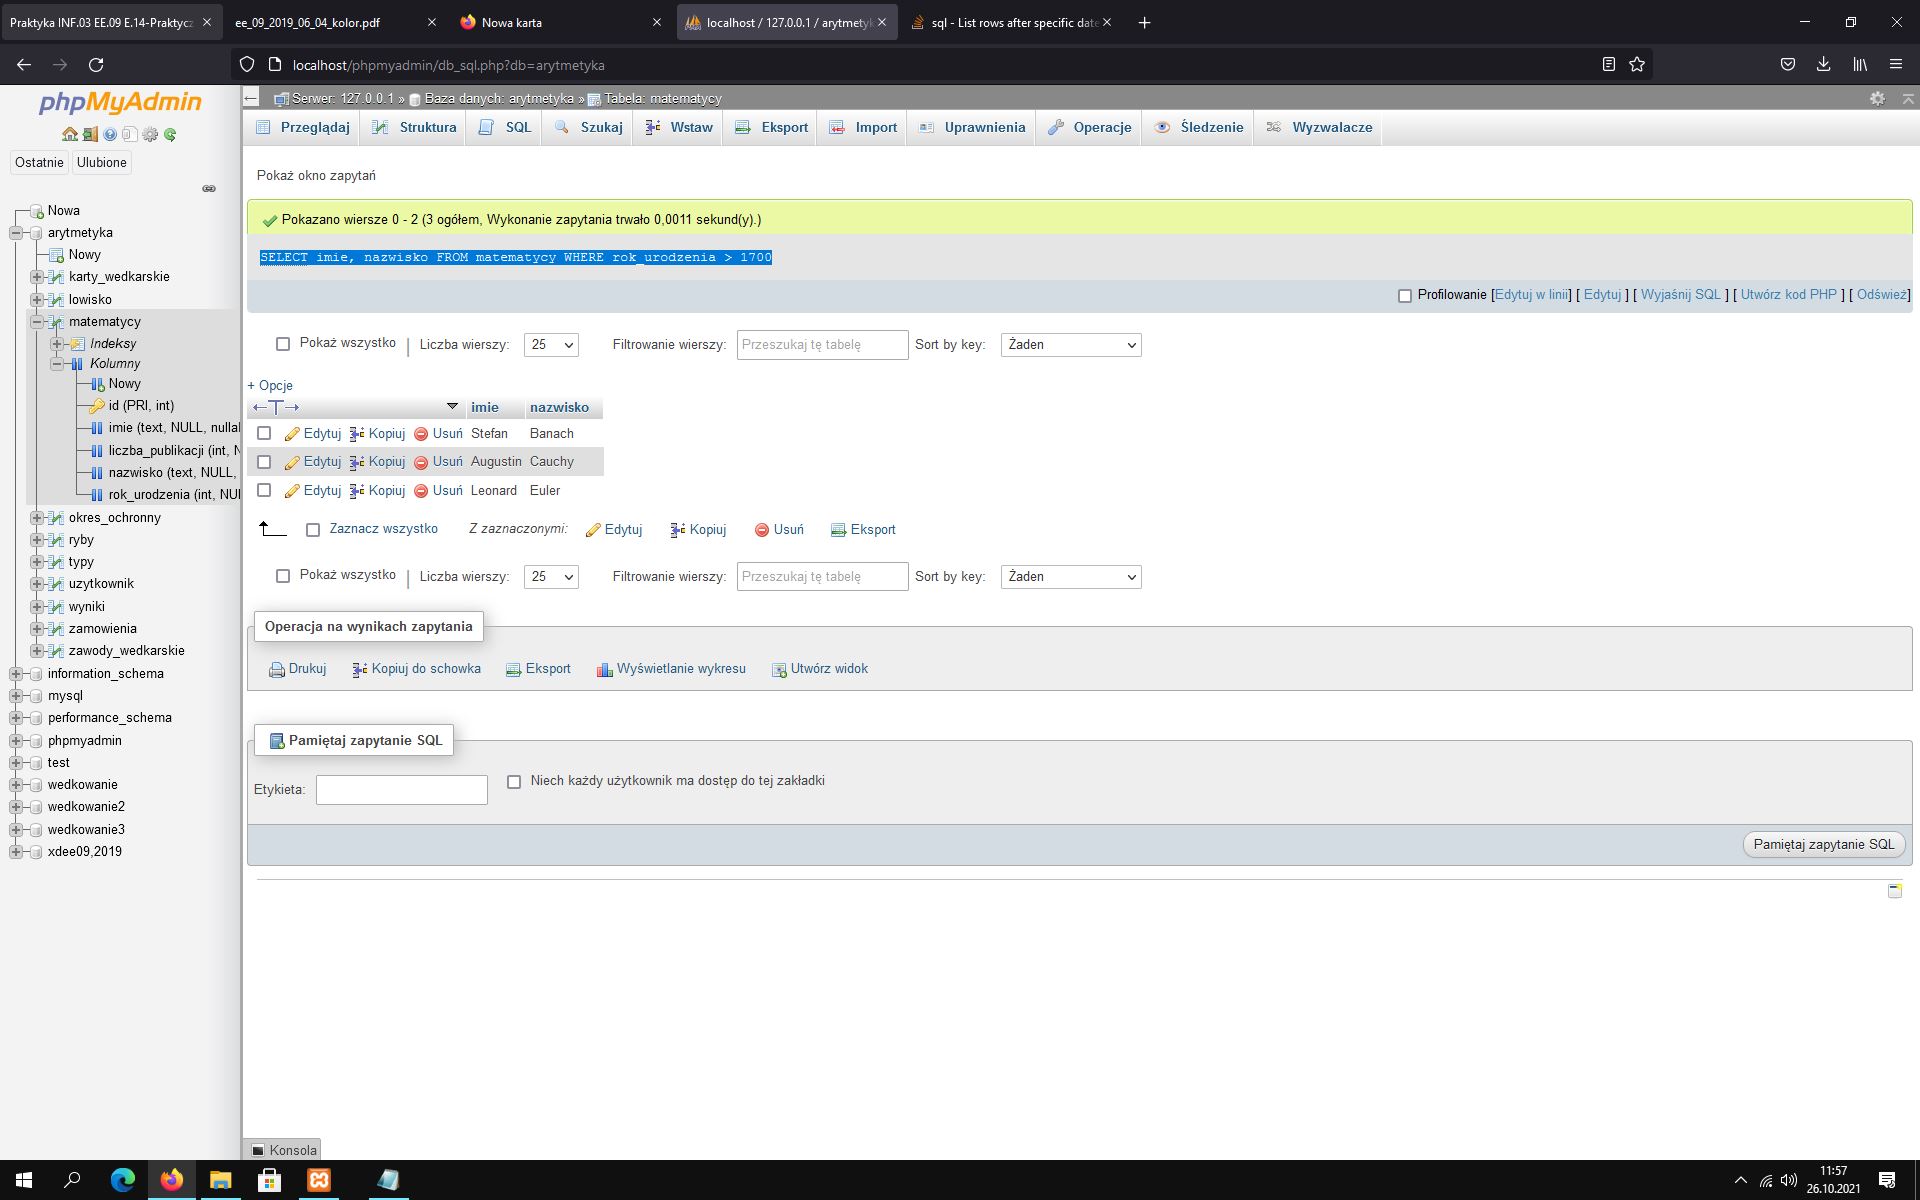 Praktyka INF.03 EE.09 E.14-Praktycz
ee_09_2019_06_04_kolor.pdf
Nowa karta
localhost / 127.0.0.1 / arytmetyk
sql - List rows after specific date
localhost/phpmyadmin/db_sql.php?db=arytmetyka
phpMyAdmin
Ostatnie
Ulubione
Nowa
arytmetyka
Nowy
karty_wedkarskie
lowisko
matematycy
Indeksy
Kolumny
Nowy
id (PRI, int)
imie (text, NULL, nullal
liczba_publikacji (int, N
nazwisko (text, NULL,
rok_urodzenia (int, NUI
okres_ochronny
ryby
typy
uzytkownik
wyniki
zamowienia
zawody_wedkarskie
information_schema
mysql
performance_schema
phpmyadmin
test
wedkowanie
wedkowanie2
wedkowanie3
xdee09,2019
Serwer: 127.0.0.1 » Baza danych: arytmetyka » Tabela: matematycy
Przeglądaj
Struktura
SQL
Szukaj
Wstaw
Eksport
Import
Uprawnienia
Operacje
Śledzenie
Wyzwalacze
Pokaż okno zapytań
Pokazano wiersze 0 - 2 (3 ogółem, Wykonanie zapytania trwało 0,0011 sekund(y).)
SELECT imie, nazwisko FROM matematycy WHERE rok_urodzenia > 1700
Profilowanie [Edytuj w linii] [ Edytuj ] [ Wyjaśnij SQL ] [ Utwórz kod PHP ] [ Odśwież]
Pokaż wszystko | Liczba wierszy: 25 Filtrowanie wierszy: Przeszukaj tę tabelę Sort by key: Żaden
+ Opcje
←T→ imie nazwisko
Edytuj Kopiuj Usuń Stefan Banach
Edytuj Kopiuj Usuń Augustin Cauchy
Edytuj Kopiuj Usuń Leonard Euler
Zaznacz wszystko Z zaznaczonymi: Edytuj Kopiuj Usuń Eksport
Pokaż wszystko | Liczba wierszy: 25 Filtrowanie wierszy: Przeszukaj tę tabelę Sort by key: Żaden
Operacja na wynikach zapytania
Drukuj Kopiuj do schowka Eksport Wyświetlanie wykresu Utwórz widok
Pamiętaj zapytanie SQL
Etykieta: Niech każdy użytkownik ma dostęp do tej zakładki
Pamiętaj zapytanie SQL
Konsola
11:57
26.10.2021